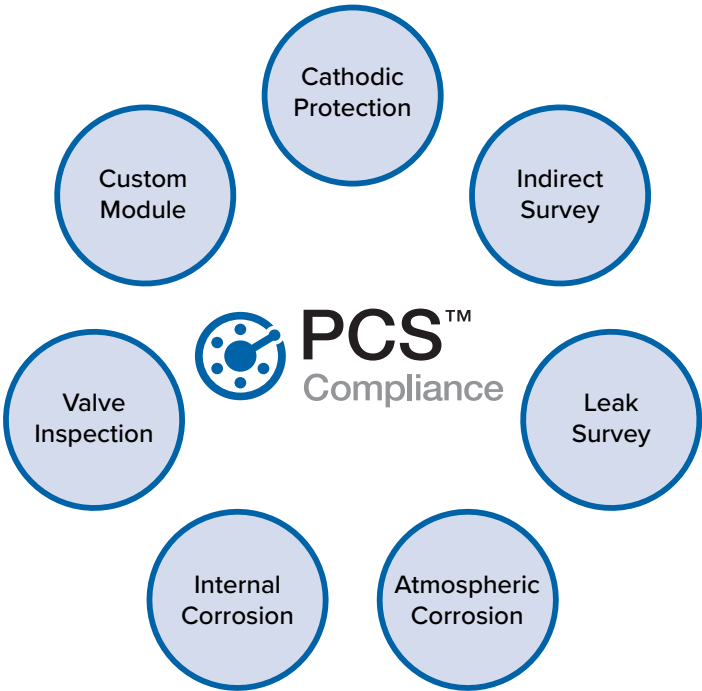 Cathodic
Protection
Custom
Module
Indirect
Survey
PCS™
Compliance
Valve
Inspection
Leak
Survey
Internal
Corrosion
Atmospheric
Corrosion